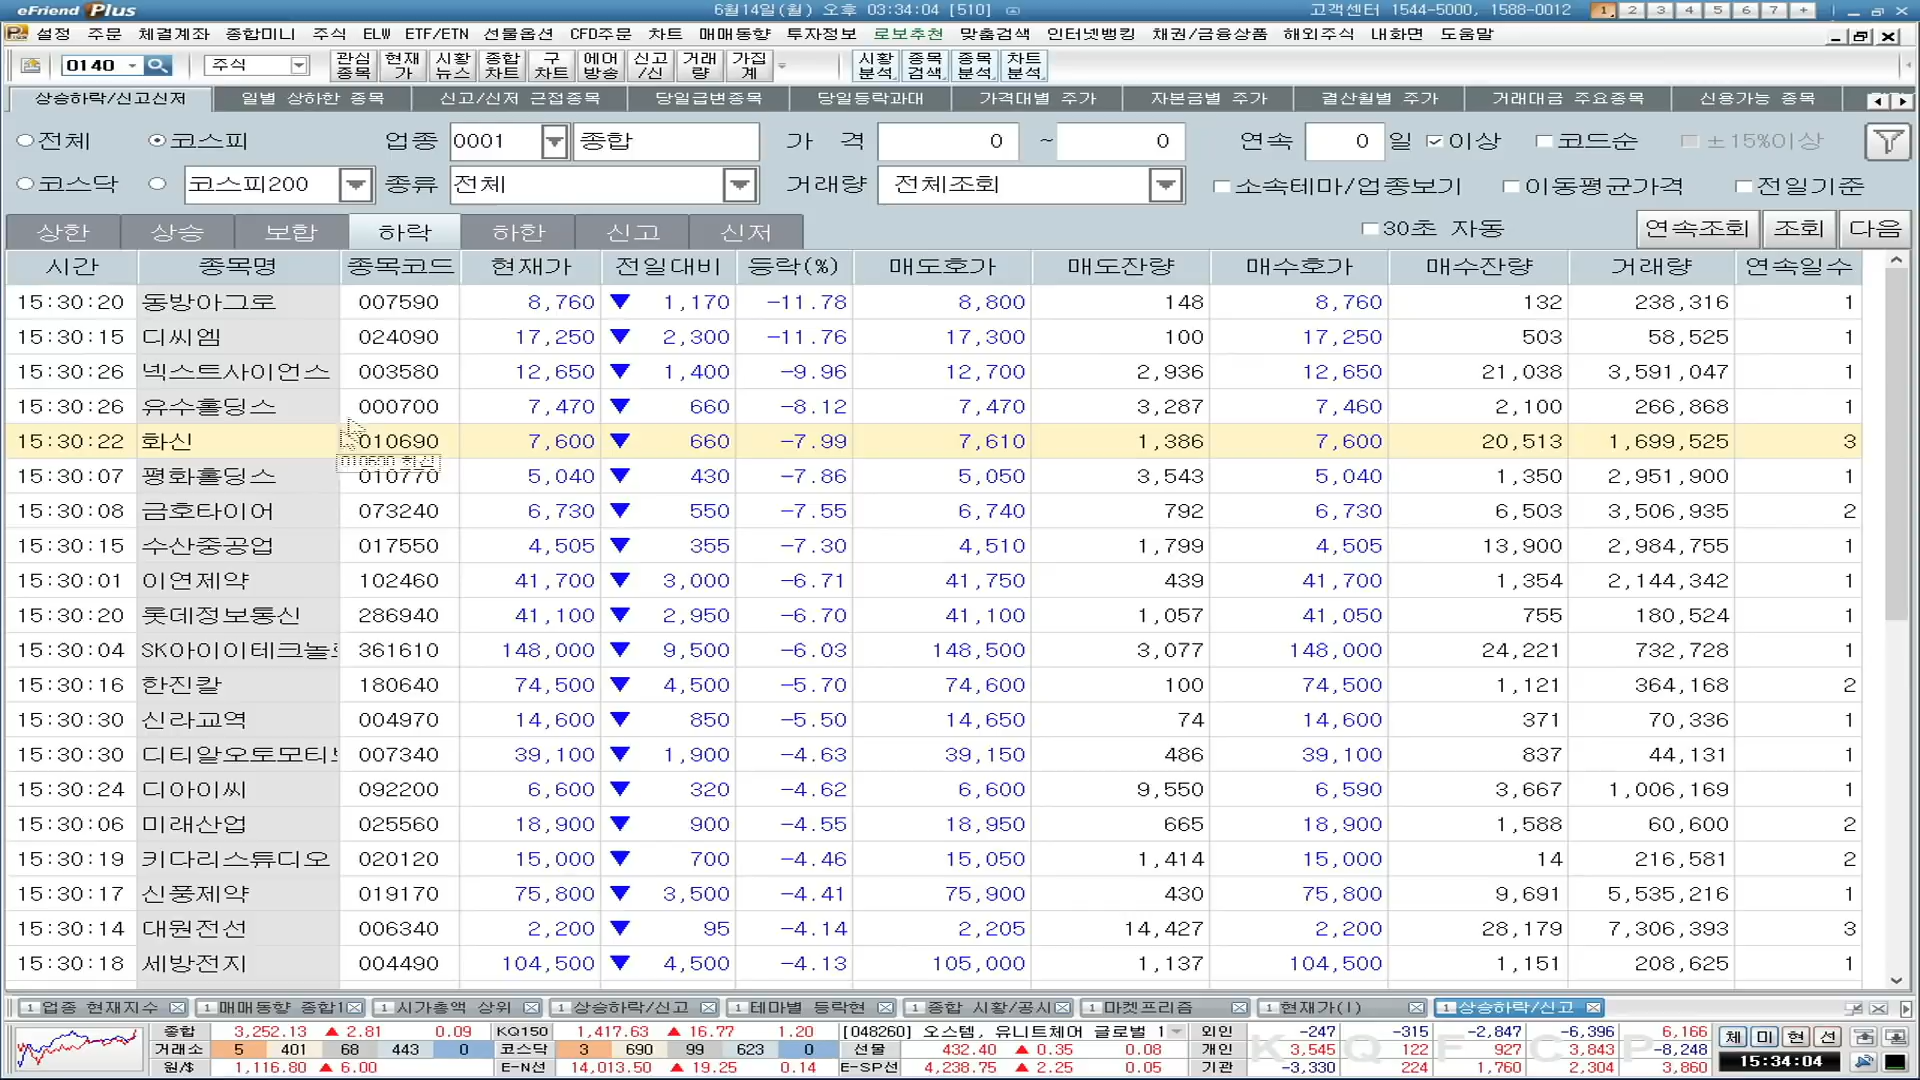 eFriend Plus 6월14일(월) 오후 03:34:04 [510] 고객센터 1544-5000, 1588-0012 1 2 3 4 5 6 7 +
설정 주문 체결계좌 종합미니 주식 ELW ETF/ETN 선물옵션 CFD주문 차트 매매동향 투자정보 로보추천 맞춤검색 인터넷뱅킹 채권/금융상품 해외주식 내화면 도움말
0140 주식 관심종목 현재가 시황뉴스 종합차트 구차트 에어방송 신고/신 거래량 가집계 시황분석 종목검색 종목분석 차트분석
상승하락/신고신저 일별 상하한 종목 신고/신저 근접종목 당일급변종목 당일등락과대 가격대별 주가 자본금별 주가 결산월별 주가 거래대금 주요종목 신용가능 종목
전체 코스피 업종 0001 종합 가 격 0 ~ 0 연속 0 일 이상 코드순 ±15%이상
코스닥 코스피200 종류 전체 거래량 전체조회 소속테마/업종보기 이동평균가격 전일기준
상한 상승 보합 하락 하한 신고 신저 30초 자동 연속조회 조회 다음
시간 종목명 종목코드 현재가 전일대비 등락(%) 매도호가 매도잔량 매수호가 매수잔량 거래량 연속일수
15:30:20 동방아그로 007590 8,760 ▼ 1,170 -11.78 8,800 148 8,760 132 238,316 1
15:30:15 디씨엠 024090 17,250 ▼ 2,300 -11.76 17,300 100 17,250 503 58,525 1
15:30:26 넥스트사이언스 003580 12,650 ▼ 1,400 -9.96 12,700 2,936 12,650 21,038 3,591,047 1
15:30:26 유수홀딩스 000700 7,470 ▼ 660 -8.12 7,470 3,287 7,460 2,100 266,868 1
15:30:22 화신 010690 7,600 ▼ 660 -7.99 7,610 1,386 7,600 20,513 1,699,525 3
010690 화신
15:30:07 평화홀딩스 010770 5,040 ▼ 430 -7.86 5,050 3,543 5,040 1,350 2,951,900 1
15:30:08 금호타이어 073240 6,730 ▼ 550 -7.55 6,740 792 6,730 6,503 3,506,935 2
15:30:15 수산중공업 017550 4,505 ▼ 355 -7.30 4,510 1,799 4,505 13,900 2,984,755 1
15:30:01 이연제약 102460 41,700 ▼ 3,000 -6.71 41,750 439 41,700 1,354 2,144,342 1
15:30:20 롯데정보통신 286940 41,100 ▼ 2,950 -6.70 41,100 1,057 41,050 755 180,524 1
15:30:04 SK아이이테크놀 361610 148,000 ▼ 9,500 -6.03 148,500 3,077 148,000 24,221 732,728 1
15:30:16 한진칼 180640 74,500 ▼ 4,500 -5.70 74,600 100 74,500 1,121 364,168 2
15:30:30 신라교역 004970 14,600 ▼ 850 -5.50 14,650 74 14,600 371 70,336 1
15:30:30 디티알오토모티 007340 39,100 ▼ 1,900 -4.63 39,150 486 39,100 837 44,131 1
15:30:24 디아이씨 092200 6,600 ▼ 320 -4.62 6,600 9,550 6,590 3,667 1,006,169 1
15:30:06 미래산업 025560 18,900 ▼ 900 -4.55 18,950 665 18,900 1,588 60,600 2
15:30:19 키다리스튜디오 020120 15,000 ▼ 700 -4.46 15,050 1,414 15,000 14 216,581 2
15:30:17 신풍제약 019170 75,800 ▼ 3,500 -4.41 75,900 430 75,800 9,691 5,535,216 1
15:30:14 대원전선 006340 2,200 ▼ 95 -4.14 2,205 14,427 2,200 28,179 7,306,393 3
15:30:18 세방전지 004490 104,500 ▼ 4,500 -4.13 105,000 1,137 104,500 1,151 208,625 1
1 업종 현재지수 1 매매동향 종합1 1 시가총액 상위 1 상승하락/신고 1 테마별 등락현 1 종합 시황/공시 1 마켓프리즘 1 현재가(1) 1 상승하락/신고
종합 3,252.13 ▲ 2.81 0.09 KQ150 1,417.63 ▲ 16.77 1.20 [048260] 오스템, 유니트체어 글로벌 1 외인 -247 -315 -2,847 -6,396 6,166 체 미 현 선
거래소 5 401 68 443 0 코스닥 3 690 99 623 0 선물 432.40 ▲ 0.35 0.08 개인 3,545 122 927 3,843 -8,248
원/$ 1,116.80 ▲ 6.00 E-N선 14,013.50 ▲ 19.25 0.14 E-SP선 4,238.75 ▲ 2.25 0.05 기관 -3,330 224 1,760 2,304 3,860 15:34:04
K Q F C P